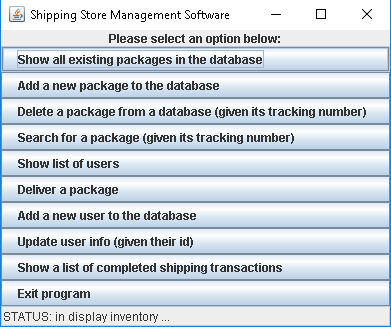 Shipping Store Management Software
Please select an option below:
Show all existing packages in the database
Add a new package to the database
Delete a package from a database (given its tracking number)
Search for a package (given its tracking number)
Show list of users
Deliver a package
Add a new user to the database
Update user info (given their id)
Show a list of completed shipping transactions
Exit program
STATUS: in display inventory ...